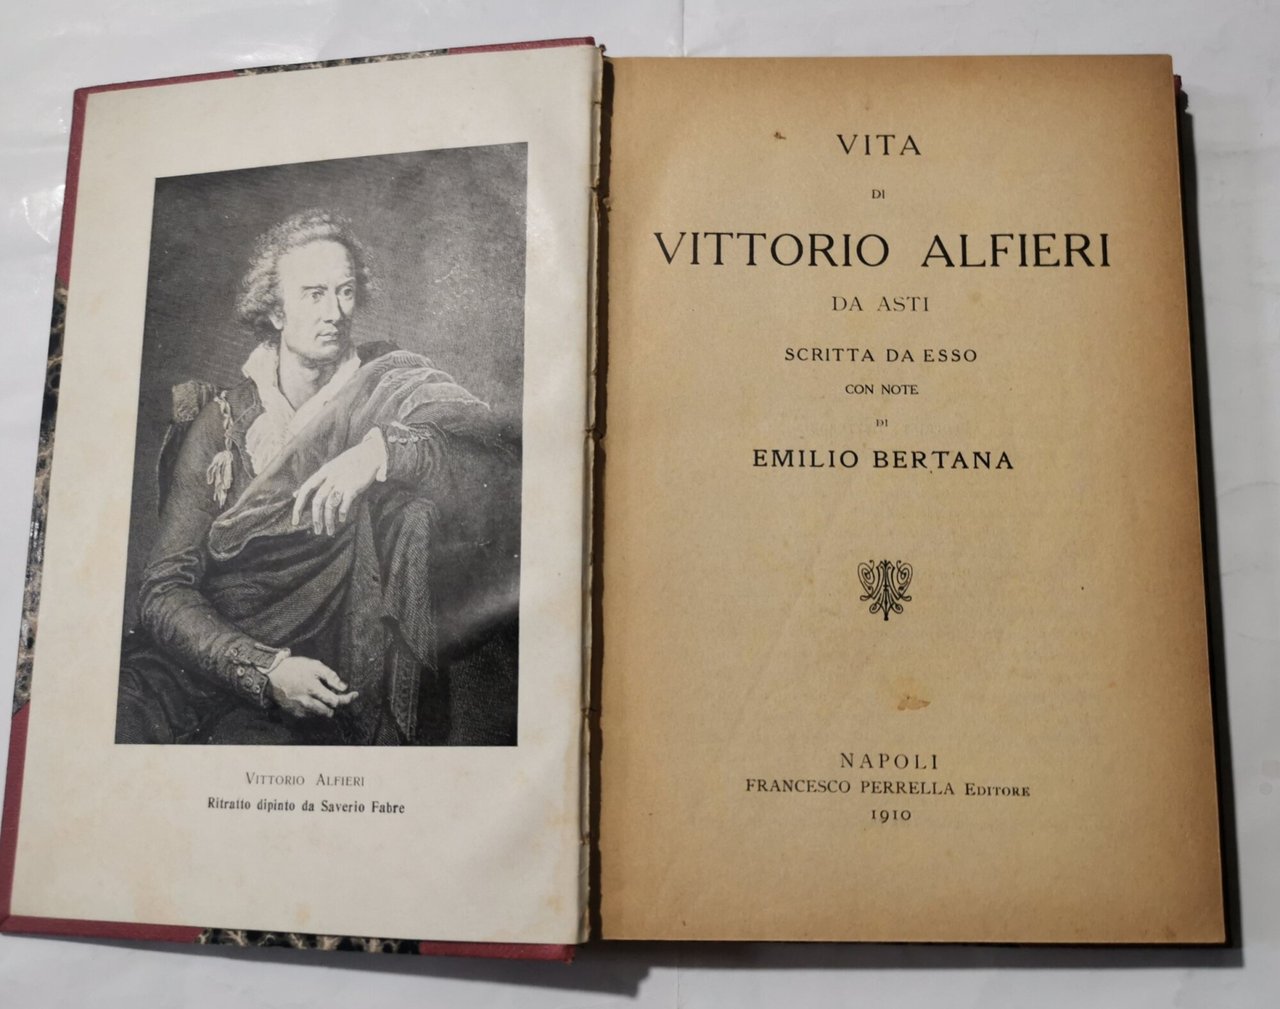 VITTORIO ALFIERI
Ritratto dipinto da Saverio Fabre
VITA
DI
VITTORIO ALFIERI
DA ASTI
SCRITTA DA ESSO
CON NOTE
DI
EMILIO BERTANA
NAPOLI
FRANCESCO PERRELLA EDITORE
1910